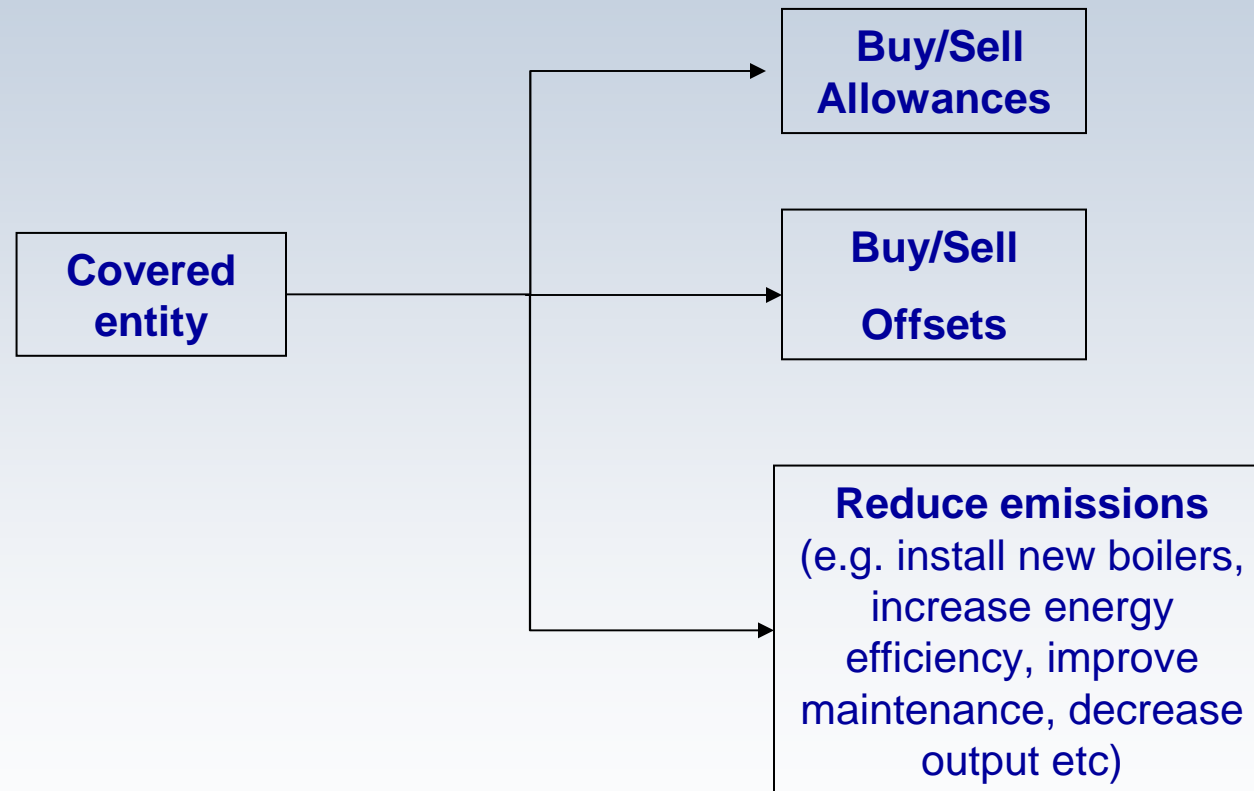 Covered
entity
Buy/Sell
Allowances
Buy/Sell
Offsets
Reduce emissions
(e.g. install new boilers,
increase energy
efficiency, improve
maintenance, decrease
output etc)